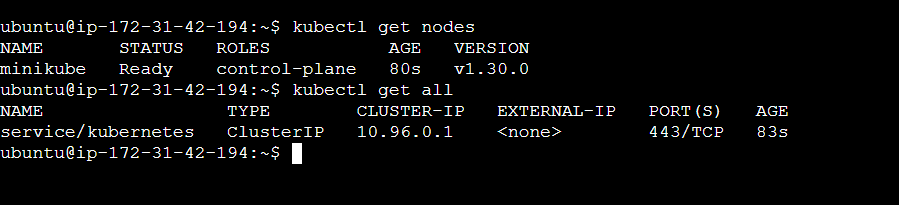 ubuntu@ip-172-31-42-194:~$ kubectl get nodes
NAME       STATUS   ROLES           AGE   VERSION
minikube   Ready    control-plane   80s   v1.30.0
ubuntu@ip-172-31-42-194:~$ kubectl get all
NAME                 TYPE        CLUSTER-IP   EXTERNAL-IP   PORT(S)   AGE
service/kubernetes   ClusterIP   10.96.0.1    <none>        443/TCP   83s
ubuntu@ip-172-31-42-194:~$